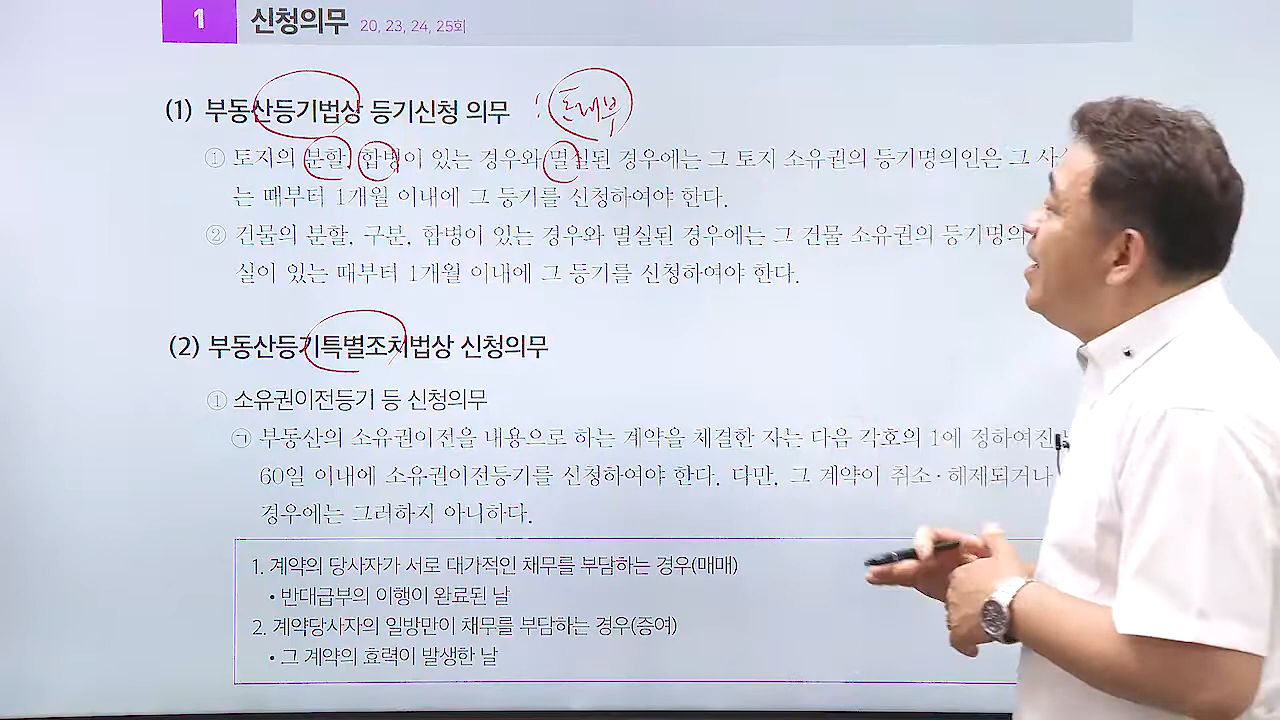 1 신청의무 20, 23, 24, 25회
(1) 부동산등기법상 등기신청 의무 : 표제부
① 토지의 분할, 합병이 있는 경우와 멸실된 경우에는 그 토지 소유권의 등기명의인은 그
는 때부터 1개월 이내에 그 등기를 신청하여야 한다.
② 건물의 분할, 구분, 합병이 있는 경우와 멸실된 경우에는 그 건물 소유권의 등기명의
실이 있는 때부터 1개월 이내에 그 등기를 신청하여야 한다.
(2) 부동산등기특별조치법상 신청의무
① 소유권이전등기 등 신청의무
㉠ 부동산의 소유권이전을 내용으로 하는 계약을 체결한 자는 다음 각호의 1에 정하여진
60일 이내에 소유권이전등기를 신청하여야 한다. 다만, 그 계약이 취소·해제되거나
경우에는 그러하지 아니하다.
1. 계약의 당사자가 서로 대가적인 채무를 부담하는 경우(매매)
• 반대급부의 이행이 완료된 날
2. 계약당사자의 일방만이 채무를 부담하는 경우(증여)
• 그 계약의 효력이 발생한 날